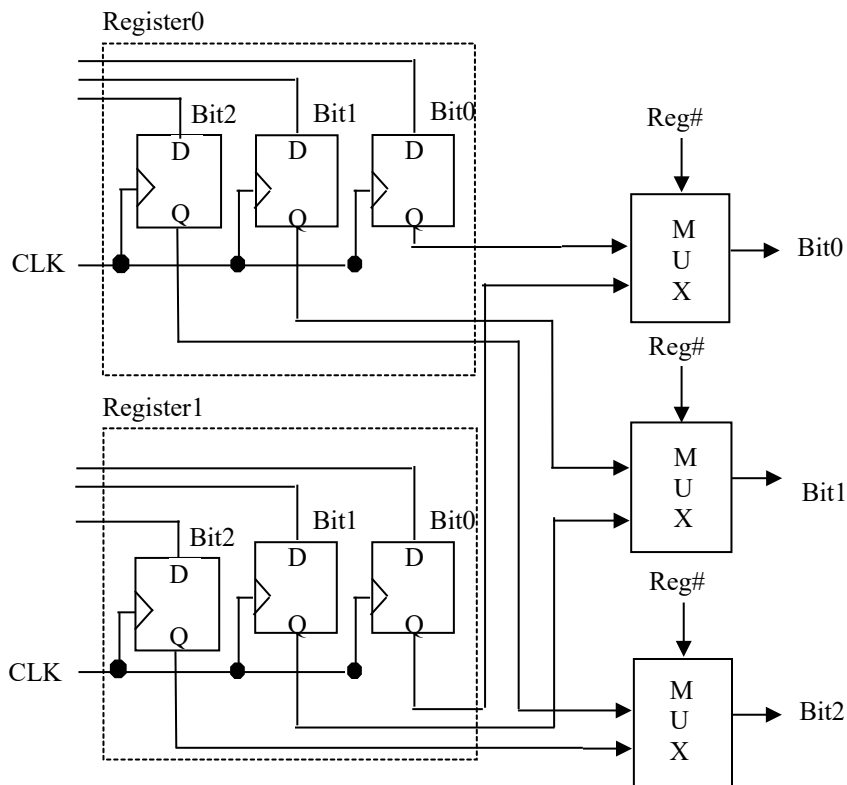 Register0
Bit2
Bit1
Bit0
D
D
D
Q
Q
Q
CLK
Reg#
M
U
X
Bit0
Reg#
M
U
X
Bit1
Register1
Bit2
Bit1
Bit0
D
D
D
Q
Q
Q
CLK
Reg#
M
U
X
Bit2